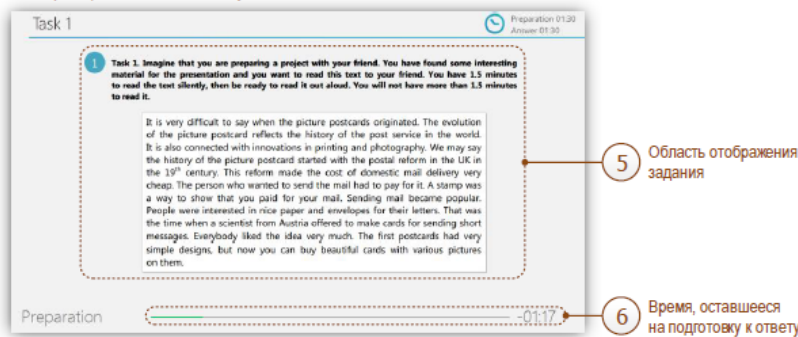 Task 1
Preparation 01:30
Answer 01:30
1
Task 1. Imagine that you are preparing a project with your friend. You have found some interesting
material for the presentation and you want to read this text to your friend. You have 1.5 minutes
to read the text silently, then be ready to read it out aloud. You will not have more than 1.5 minutes
to read it.
It is very difficult to say when the picture postcards originated. The evolution
of the picture postcard reflects the history of the post service in the world.
It is also connected with innovations in printing and photography. We may say
the history of the picture postcard started with the postal reform in the UK in
the 19th century. This reform made the cost of domestic mail delivery very
cheap. The person who wanted to send the mail had to pay for it. A stamp was
a way to show that you paid for your mail. Sending mail became popular.
People were interested in nice paper and envelopes for their letters. That was
the time when a scientist from Austria offered to make cards for sending short
messages. Everybody liked the idea very much. The first postcards had very
simple designs, but now you can buy beautiful cards with various pictures
on them.
5
Область отображения
задания
Preparation
-01:17
6
Время, оставшееся
на подготовку к ответу